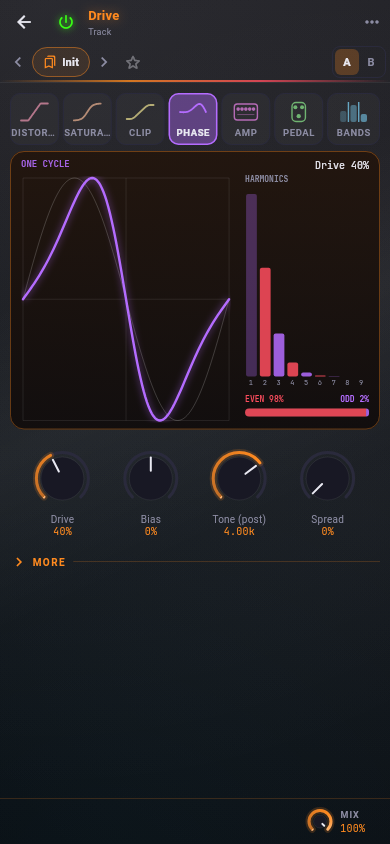 Drive
Track
Init
A B
DISTOR... SATURA... CLIP PHASE AMP PEDAL BANDS
ONE CYCLE
Drive 40%
HARMONICS
1 2 3 4 5 6 7 8 9
EVEN 98% ODD 2%
Drive Bias Tone (post) Spread
40% 0% 4.00k 0%
MORE
MIX
100%